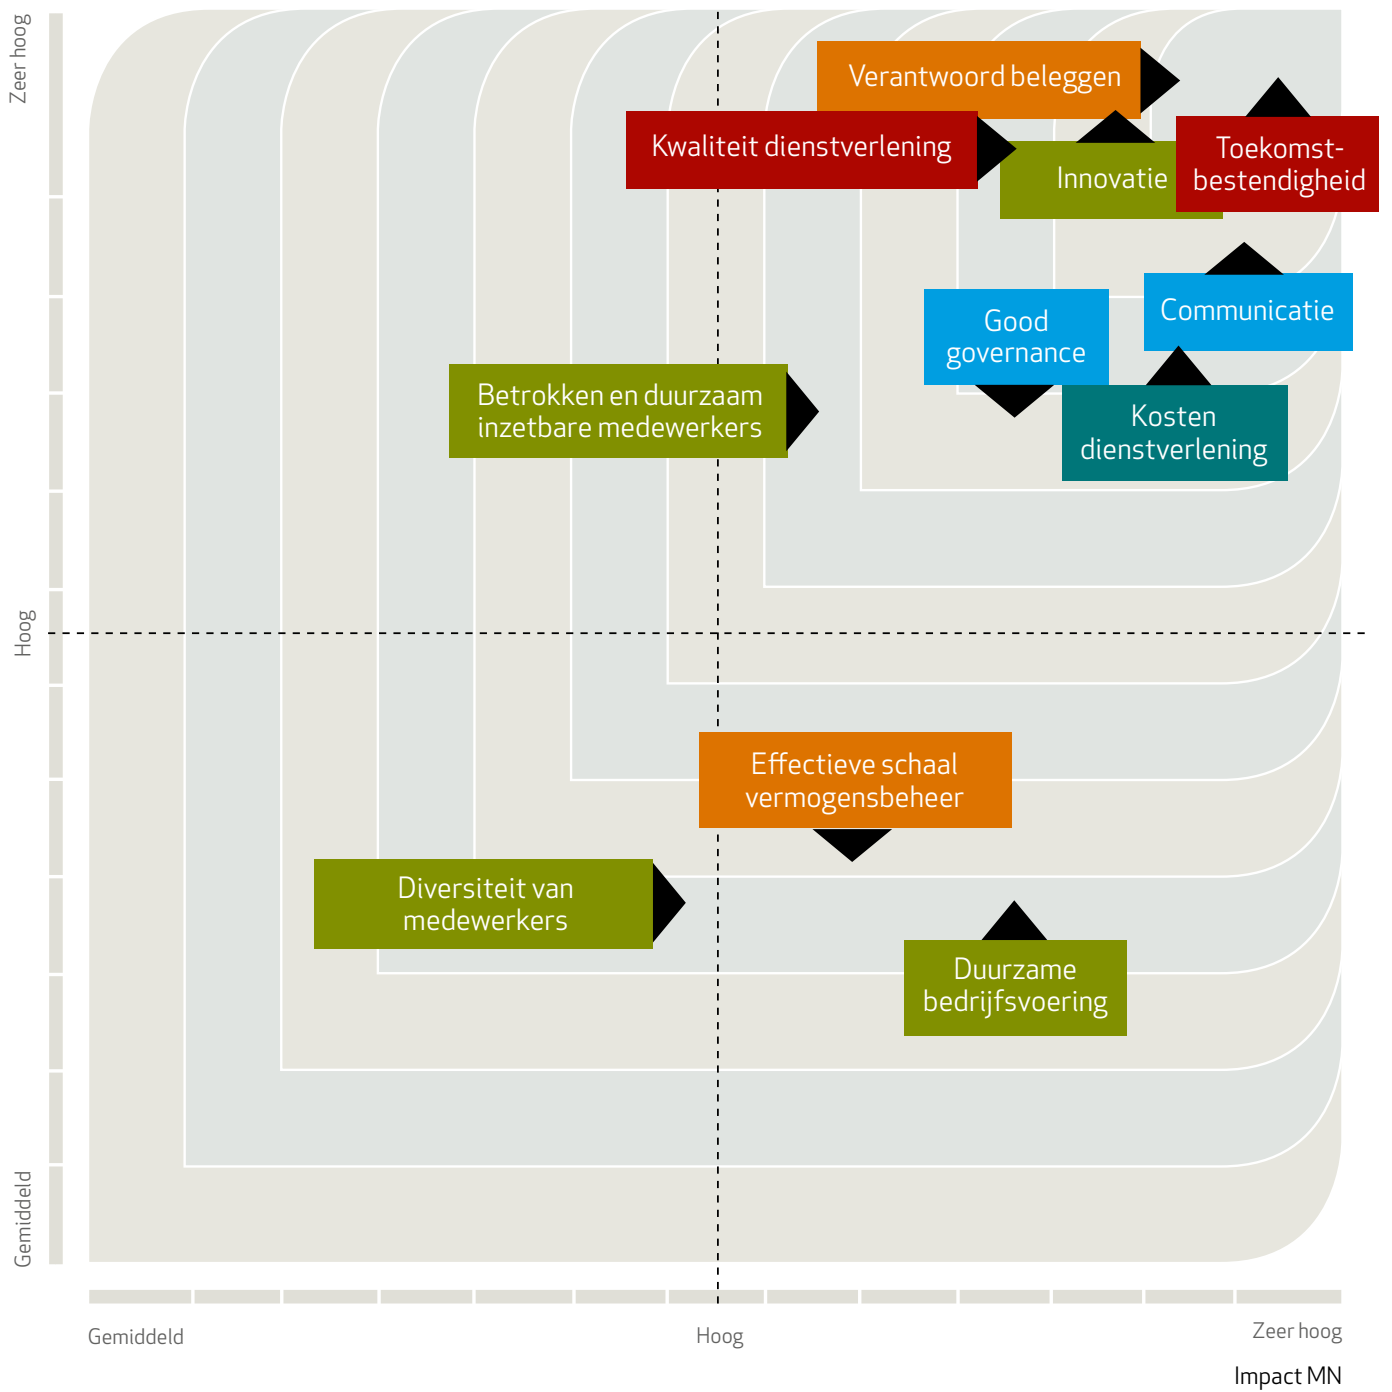 Zeer hoog
Verantwoord beleggen
Kwaliteit dienstverlening
Innovatie
Toekomst-
bestendigheid
Good
governance
Communicatie
Betrokken en duurzaam
inzetbare medewerkers
Kosten
dienstverlening
Hoog
Effectieve schaal
vermogensbeheer
Diversiteit van
medewerkers
Duurzame
bedrijfsvoering
Gemiddeld
Gemiddeld
Hoog
Zeer hoog
Impact MN